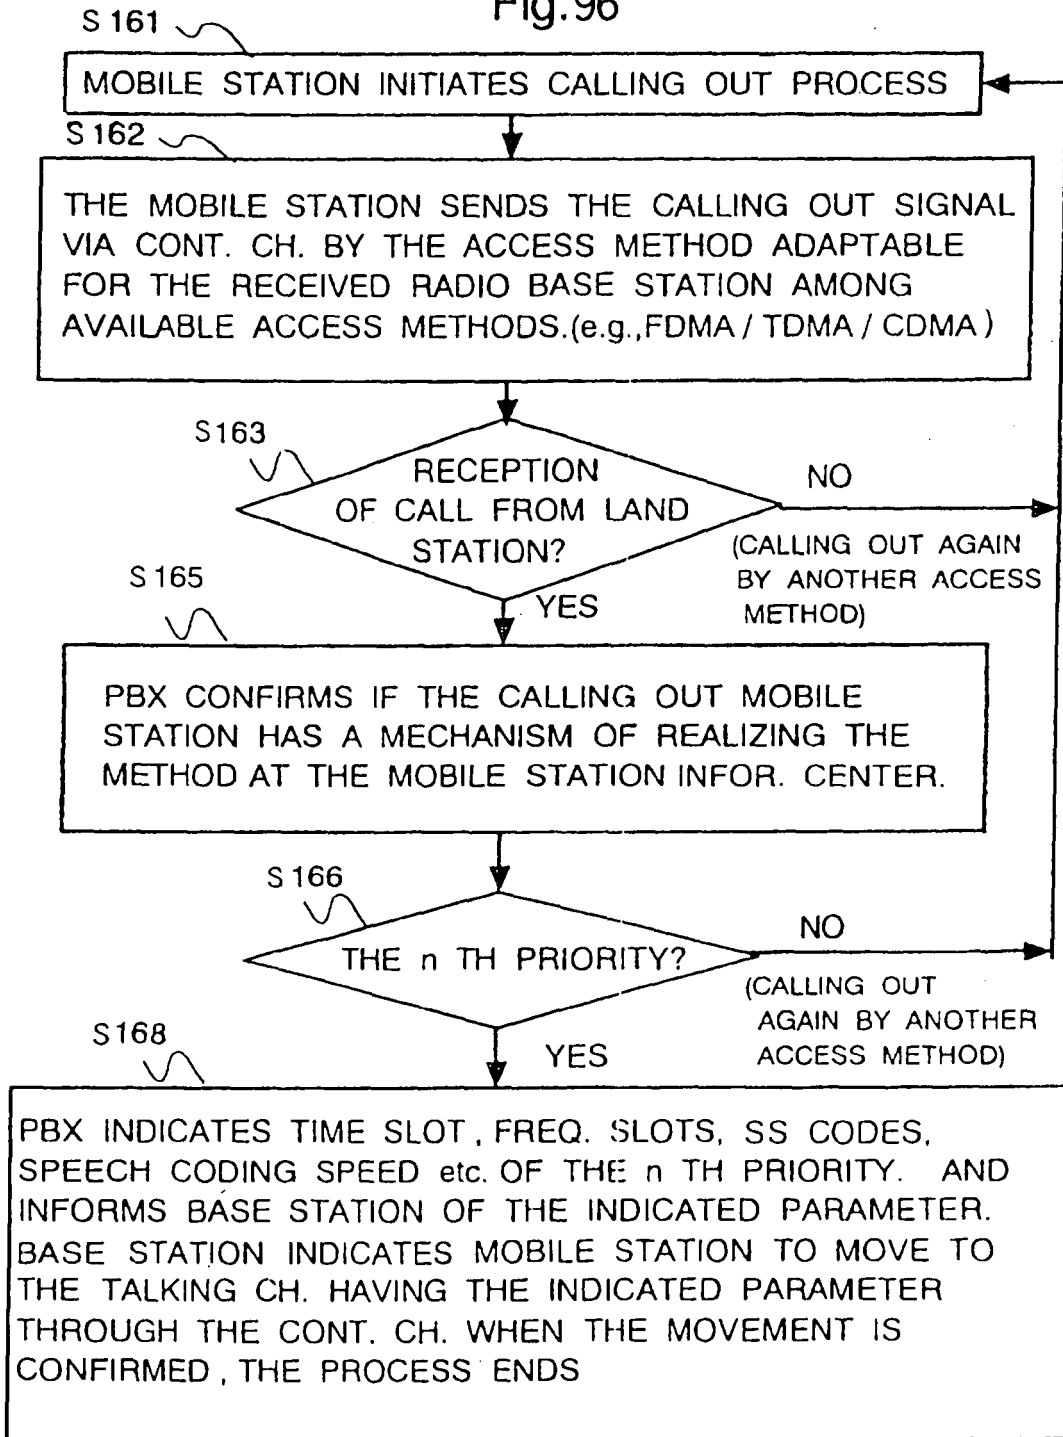 Fig.96
S 161
MOBILE STATION INITIATES CALLING OUT PROCESS
S 162
THE MOBILE STATION SENDS THE CALLING OUT SIGNAL
VIA CONT. CH. BY THE ACCESS METHOD ADAPTABLE
FOR THE RECEIVED RADIO BASE STATION AMONG
AVAILABLE ACCESS METHODS.(e.g.,FDMA / TDMA / CDMA )
S163
RECEPTION
OF CALL FROM LAND
STATION?
NO
(CALLING OUT AGAIN
BY ANOTHER ACCESS
METHOD)
YES
S 165
PBX CONFIRMS IF THE CALLING OUT MOBILE
STATION HAS A MECHANISM OF REALIZING THE
METHOD AT THE MOBILE STATION INFOR. CENTER.
S 166
THE n TH PRIORITY?
NO
(CALLING OUT
AGAIN BY ANOTHER
ACCESS METHOD)
YES
S168
PBX INDICATES TIME SLOT, FREQ. SLOTS, SS CODES,
SPEECH CODING SPEED etc. OF THE n TH PRIORITY. AND
INFORMS BASE STATION OF THE INDICATED PARAMETER.
BASE STATION INDICATES MOBILE STATION TO MOVE TO
THE TALKING CH. HAVING THE INDICATED PARAMETER
THROUGH THE CONT. CH. WHEN THE MOVEMENT IS
CONFIRMED, THE PROCESS ENDS